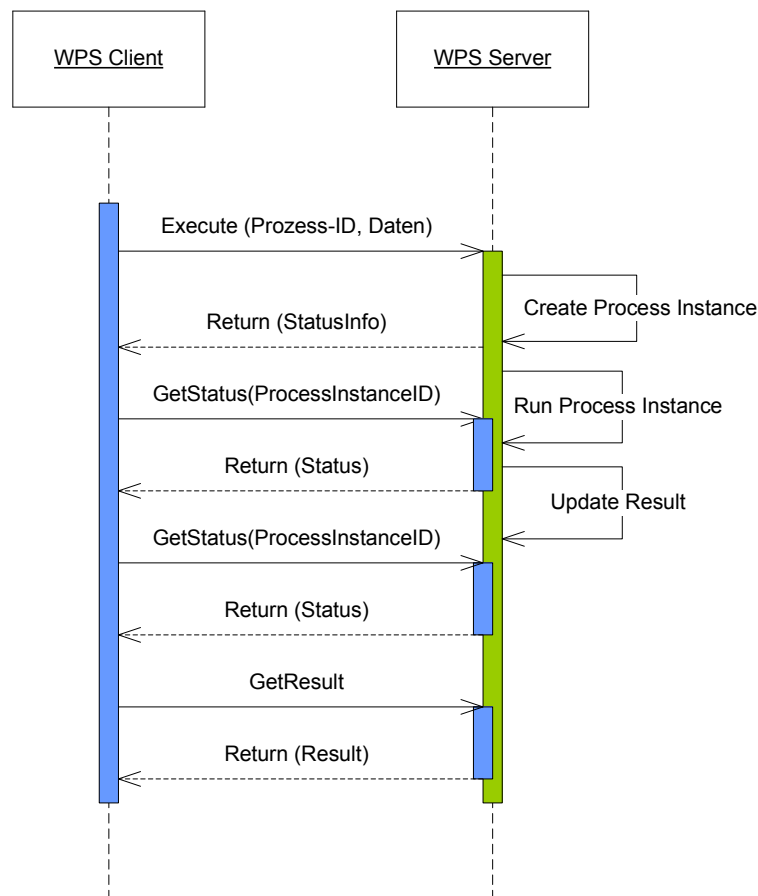 WPS Client
WPS Server
Execute (Prozess-ID, Daten)
Create Process Instance
Return (StatusInfo)
GetStatus(ProcessInstanceID)
Run Process Instance
Return (Status)
Update Result
GetStatus(ProcessInstanceID)
Return (Status)
GetResult
Return (Result)